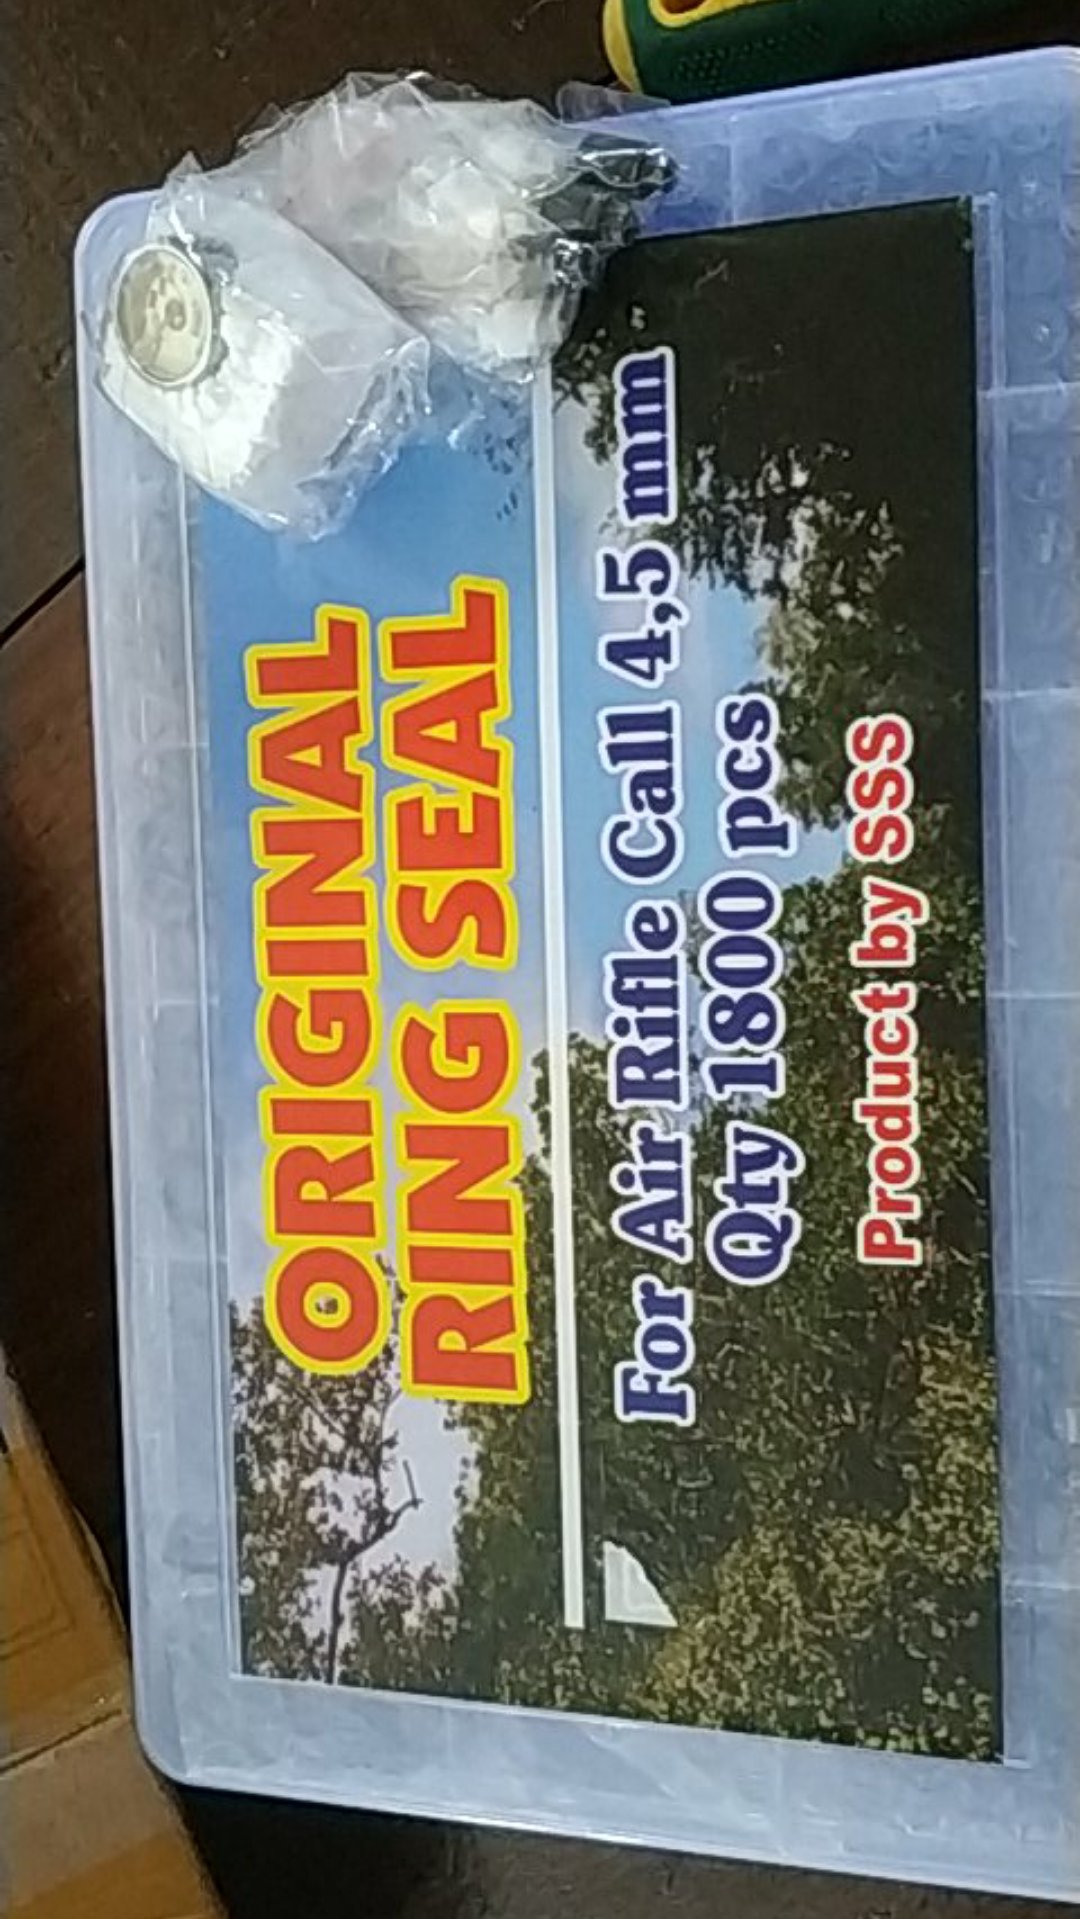 ORIGINAL
RING SEAL
For Air Rifle Call 4,5 mm
Qty 1800 pcs
Product by SSS